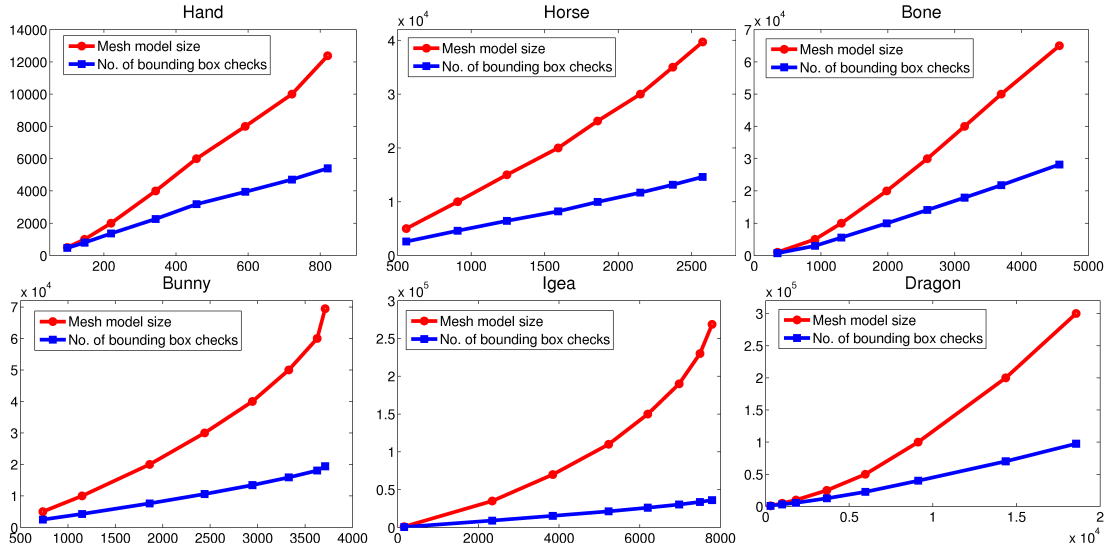 Hand
14000
12000
10000
8000
6000
4000
2000
0
200 400 600 800
Mesh model size
No. of bounding box checks
Horse
x 10^4
4
3
2
1
0
500 1000 1500 2000 2500
Mesh model size
No. of bounding box checks
Bone
x 10^4
7
6
5
4
3
2
1
0
0 1000 2000 3000 4000 5000
Mesh model size
No. of bounding box checks
Bunny
x 10^4
7
6
5
4
3
2
1
0
500 1000 1500 2000 2500 3000 3500 4000
Mesh model size
No. of bounding box checks
Igea
x 10^5
3
2.5
2
1.5
1
0.5
0
0 2000 4000 6000 8000
Mesh model size
No. of bounding box checks
Dragon
x 10^5
3
2.5
2
1.5
1
0.5
0
0 0.5 1 1.5 2
x 10^4
Mesh model size
No. of bounding box checks